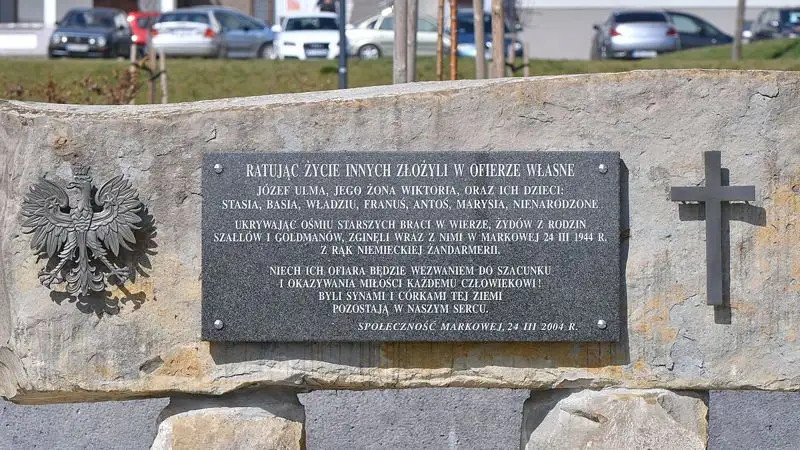 RATUJĄC ŻYCIE INNYCH ZŁOŻYLI W OFIERZE WŁASNE
JÓZEF ULMA, JEGO ŻONA WIKTORIA, ORAZ ICH DZIECI:
STASIA, BASIA, WŁADZIU, FRANUŚ, ANTOŚ, MARYSIA, NIENARODZONE
UKRYWAJĄC OŚMIU STARSZYCH BRACI W WIERZE, ŻYDÓW Z RODZIN
SZALLÓW I GOLDMANÓW, ZGINĘLI WRAZ Z NIMI W MARKOWEJ 24 III 1944 R.
Z RĄK NIEMIECKIEJ ŻANDARMERII.
NIECH ICH OFIARA BĘDZIE WEZWANIEM DO SZACUNKU
I OKAZYWANIA MIŁOŚCI KAŻDEMU CZŁOWIEKOWI!
BYLI SYNAMI I CÓRKAMI TEJ ZIEMI
POZOSTAJĄ W NASZYM SERCU.
SPOŁECZNOŚĆ MARKOWEJ, 24 III 2004 R.